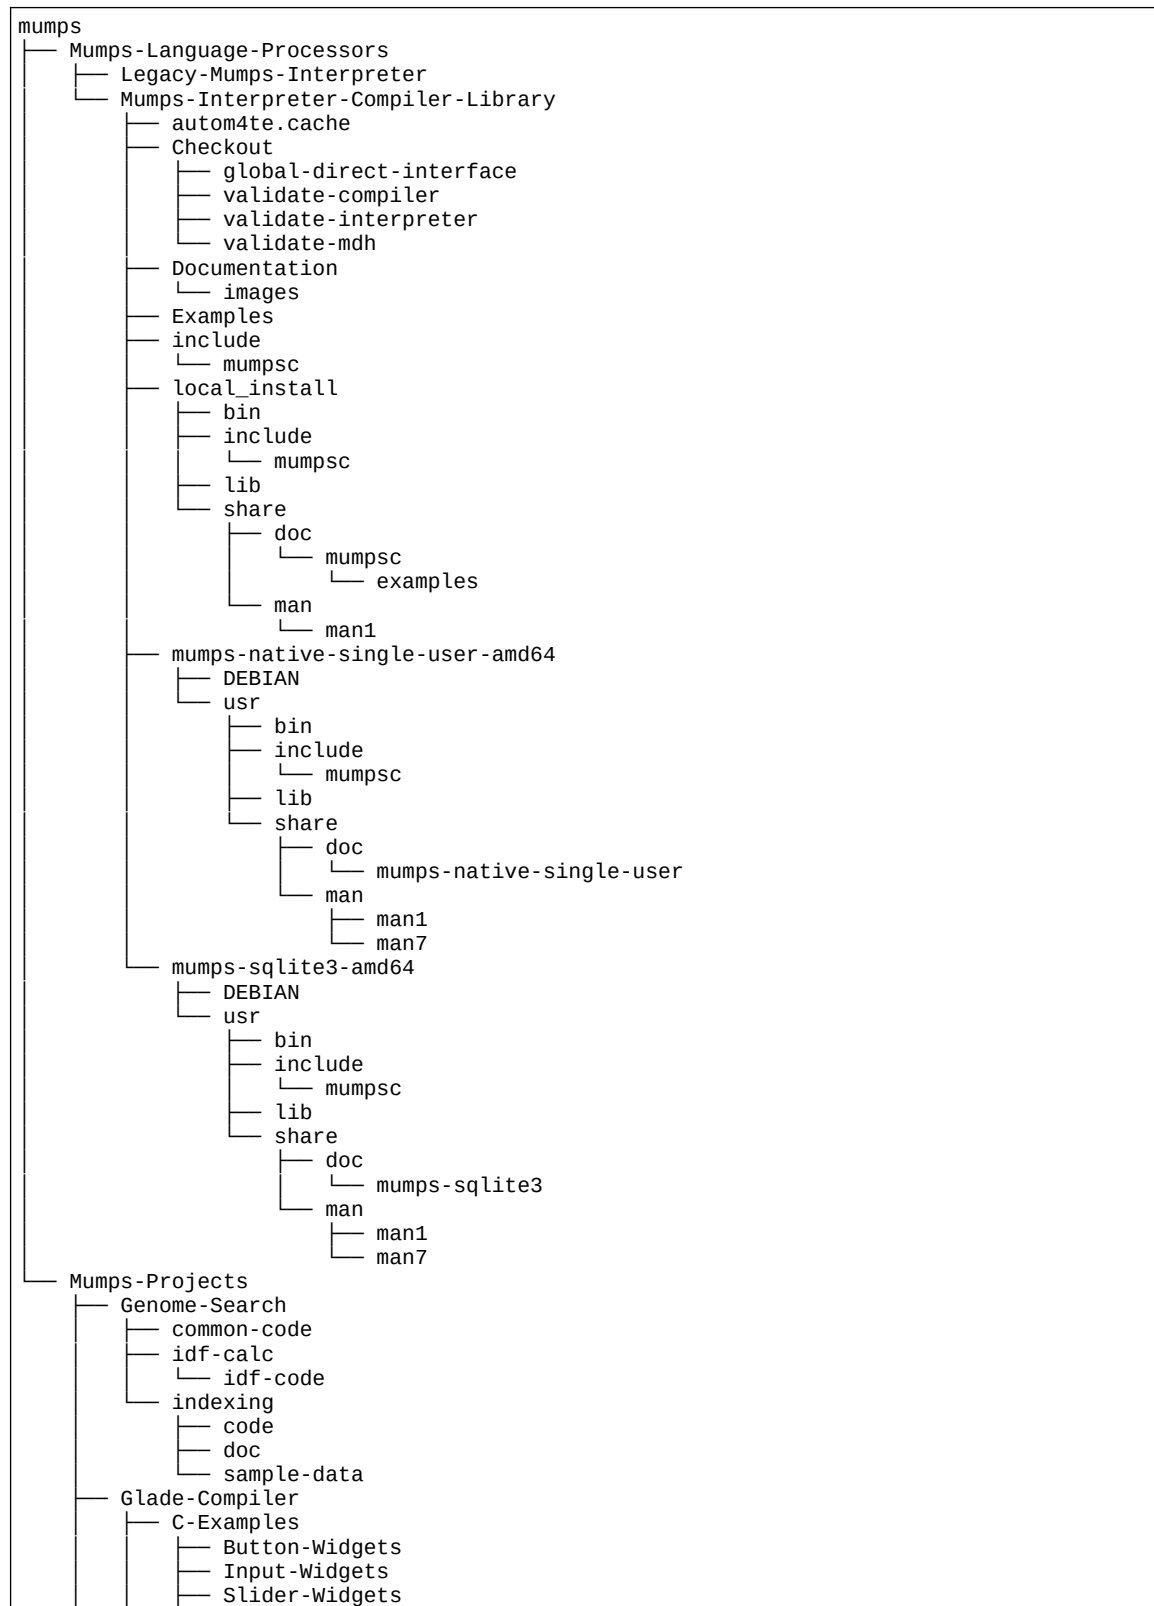 mumps
├── Mumps-Language-Processors
│   ├── Legacy-Mumps-Interpreter
│   └── Mumps-Interpreter-Compiler-Library
│       ├── autom4te.cache
│       ├── Checkout
│       │   ├── global-direct-interface
│       │   ├── validate-compiler
│       │   ├── validate-interpreter
│       │   └── validate-mdh
│       ├── Documentation
│       │   └── images
│       ├── Examples
│       ├── include
│       │   └── mumpsc
│       ├── local_install
│       │   ├── bin
│       │   ├── include
│       │   │   └── mumpsc
│       │   ├── lib
│       │   └── share
│       │       ├── doc
│       │       │   └── mumpsc
│       │       │       └── examples
│       │       └── man
│       │           └── man1
│       ├── mumps-native-single-user-amd64
│       │   ├── DEBIAN
│       │   └── usr
│       │       ├── bin
│       │       ├── include
│       │       │   └── mumpsc
│       │       ├── lib
│       │       └── share
│       │           ├── doc
│       │           │   └── mumps-native-single-user
│       │           └── man
│       │               ├── man1
│       │               └── man7
│       └── mumps-sqlite3-amd64
│           ├── DEBIAN
│           └── usr
│               ├── bin
│               ├── include
│               │   └── mumpsc
│               ├── lib
│               └── share
│                   ├── doc
│                   │   └── mumps-sqlite3
│                   └── man
│                       ├── man1
│                       └── man7
└── Mumps-Projects
    ├── Genome-Search
    │   ├── common-code
    │   ├── idf-calc
    │   │   └── idf-code
    │   └── indexing
    │       ├── code
    │       ├── doc
    │       └── sample-data
    ├── Glade-Compiler
    │   ├── C-Examples
    │   │   ├── Button-Widgets
    │   │   ├── Input-Widgets
    │   │   ├── Slider-Widgets